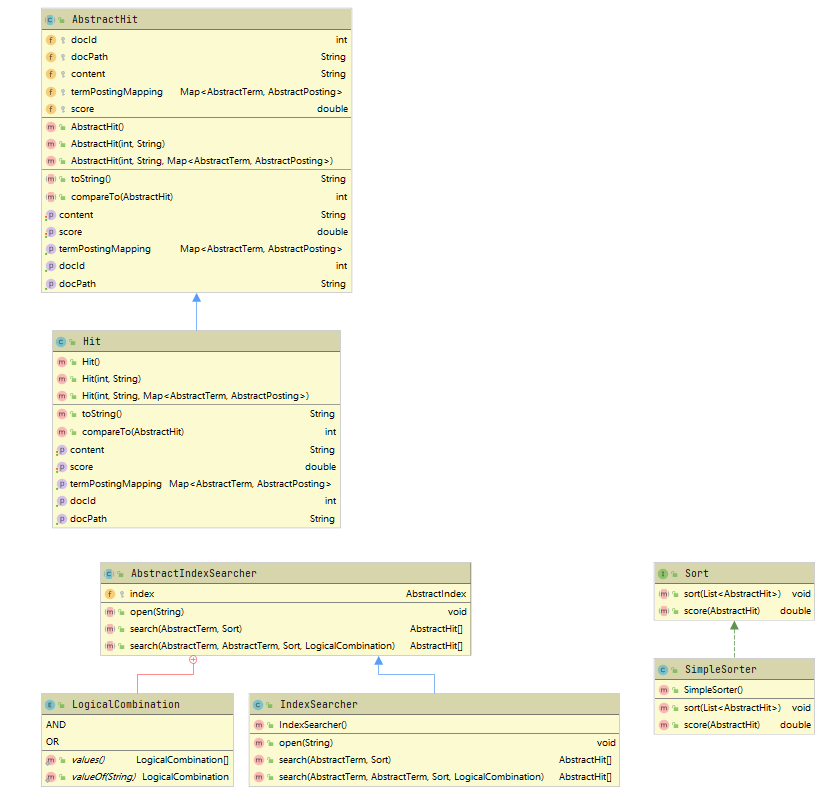 AbstractHit
docId int
docPath String
content String
termPostingMapping Map<AbstractTerm, AbstractPosting>
score double
AbstractHit()
AbstractHit(int, String)
AbstractHit(int, String, Map<AbstractTerm, AbstractPosting>)
toString() String
compareTo(AbstractHit) int
content String
score double
termPostingMapping Map<AbstractTerm, AbstractPosting>
docId int
docPath String
Hit
Hit()
Hit(int, String)
Hit(int, String, Map<AbstractTerm, AbstractPosting>)
toString() String
compareTo(AbstractHit) int
content String
score double
termPostingMapping Map<AbstractTerm, AbstractPosting>
docId int
docPath String
AbstractIndexSearcher
index AbstractIndex
open(String) void
search(AbstractTerm, Sort) AbstractHit[]
search(AbstractTerm, AbstractTerm, Sort, LogicalCombination) AbstractHit[]
Sort
sort(List<AbstractHit>) void
score(AbstractHit) double
LogicalCombination
AND
OR
values() LogicalCombination[]
valueOf(String) LogicalCombination
IndexSearcher
IndexSearcher()
open(String) void
search(AbstractTerm, Sort) AbstractHit[]
search(AbstractTerm, AbstractTerm, Sort, LogicalCombination) AbstractHit[]
SimpleSorter
SimpleSorter()
sort(List<AbstractHit>) void
score(AbstractHit) double